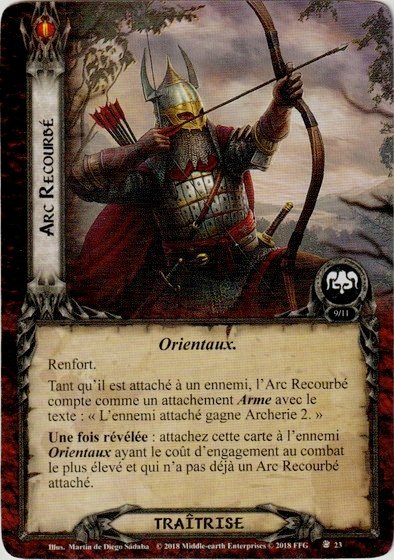 ARC RECOURBÉ
9/11
Orientaux.
Renfort.
Tant qu'il est attaché à un ennemi, l'Arc Recourbé
compte comme un attachement Arme avec le
texte : « L'ennemi attaché gagne Archerie 2. »
Une fois révélée : attachez cette carte à l'ennemi
Orientaux ayant le coût d'engagement au combat
le plus élevé et qui n'a pas déjà un Arc Recourbé
attaché.
Illus. Martin de Diego Sádaba © 2018 Middle-earth Enterprises © 2018 FFG 23
TRAÎTRISE